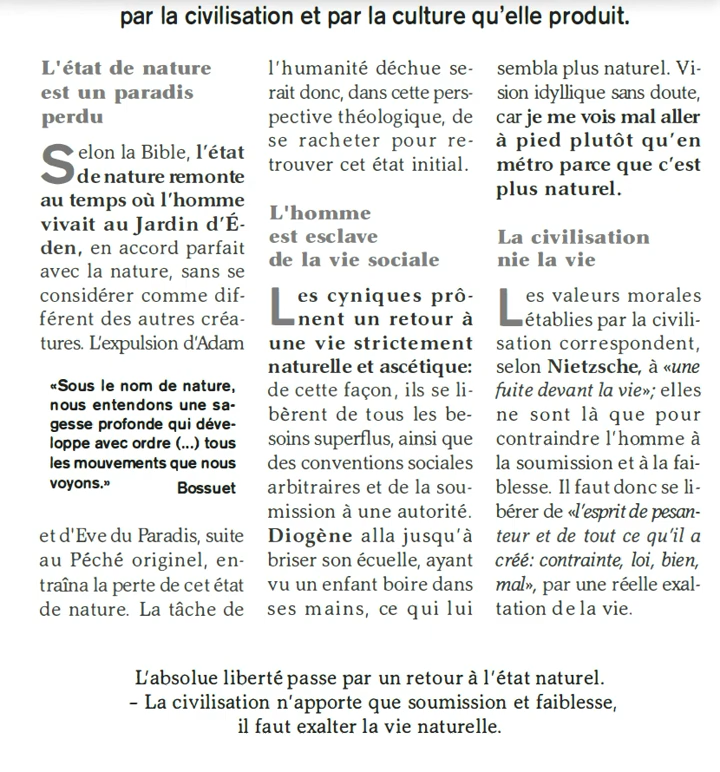 par la civilisation et par la culture qu'elle produit.
L'état de nature
est un paradis
perdu
Selon la Bible, l'état
de nature remonte
au temps où l'homme
vivait au Jardin d'É-
den, en accord parfait
avec la nature, sans se
considérer comme dif-
férent des autres créa-
tures. L'expulsion d'Adam
«Sous le nom de nature,
nous entendons une sa-
gesse profonde qui déve-
loppe avec ordre (...) tous
les mouvements que nous
voyons.»
Bossuet
et d'Eve du Paradis, suite
au Péché originel, en-
traîna la perte de cet état
de nature. La tâche de
l'humanité déchue se-
rait donc, dans cette pers-
pective théologique, de
se racheter pour re-
trouver cet état initial.
L'homme
est esclave
de la vie sociale
Les cyniques prô-
nent un retour à
une vie strictement
naturelle et ascétique:
de cette façon, ils se li-
bèrent de tous les be-
soins superflus, ainsi que
des conventions sociales
arbitraires et de la sou-
mission à une autorité.
Diogène alla jusqu'à
briser son écuelle, ayant
vu un enfant boire dans
ses mains, ce qui lui
sembla plus naturel. Vi-
sion idyllique sans doute,
car je me vois mal aller
à pied plutôt qu'en
métro parce que c'est
plus naturel.
La civilisation
nie la vie
Les valeurs morales
établies par la civili-
sation correspondent,
selon Nietzsche, à «une
fuite devant la vie»; elles
ne sont là que pour
contraindre l'homme à
la soumission et à la fai-
blesse. Il faut donc se li-
bérer de «l'esprit de pesan-
teur et de tout ce qu'il a
créé: contrainte, loi, bien,
mal», par une réelle exal-
tation de la vie.
L'absolue liberté passe par un retour à l'état naturel.
– La civilisation n'apporte que soumission et faiblesse,
il faut exalter la vie naturelle.